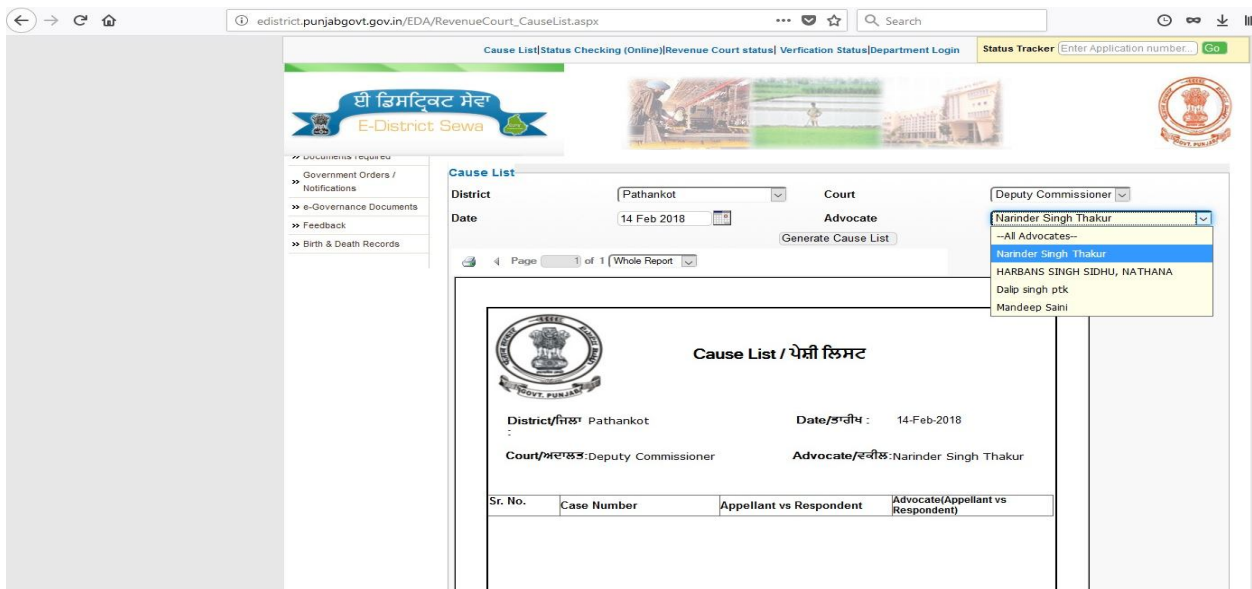 edistrict.punjabgovt.gov.in/EDA/RevenueCourt_CauseList.aspx
Search
Cause List|Status Checking (Online)|Revenue Court status| Verfication Status|Department Login
Status Tracker Enter Application number... Go
ਈ ਡਿਸਟ੍ਰਿਕਟ ਸੇਵਾ
E-District Sewa
GOVT. PUNJAB
Documents required
Government Orders /
Notifications
e-Governance Documents
Feedback
Birth & Death Records
Cause List
District Pathankot Court Deputy Commissioner
Date 14 Feb 2018 Advocate Narinder Singh Thakur
Generate Cause List
--All Advocates--
Narinder Singh Thakur
HARBANS SINGH SIDHU, NATHANA
Dalip singh ptk
Mandeep Saini
Page 1 of 1 Whole Report
GOVT. PUNJAB
Cause List / ਪੇਸ਼ੀ ਲਿਸਟ
District/ਜਿਲਾ Pathankot Date/ਤਾਰੀਖ : 14-Feb-2018
:
Court/ਅਦਾਲਤ:Deputy Commissioner Advocate/ਵਕੀਲ:Narinder Singh Thakur
Sr. No. Case Number Appellant vs Respondent Advocate(Appellant vs
Respondent)